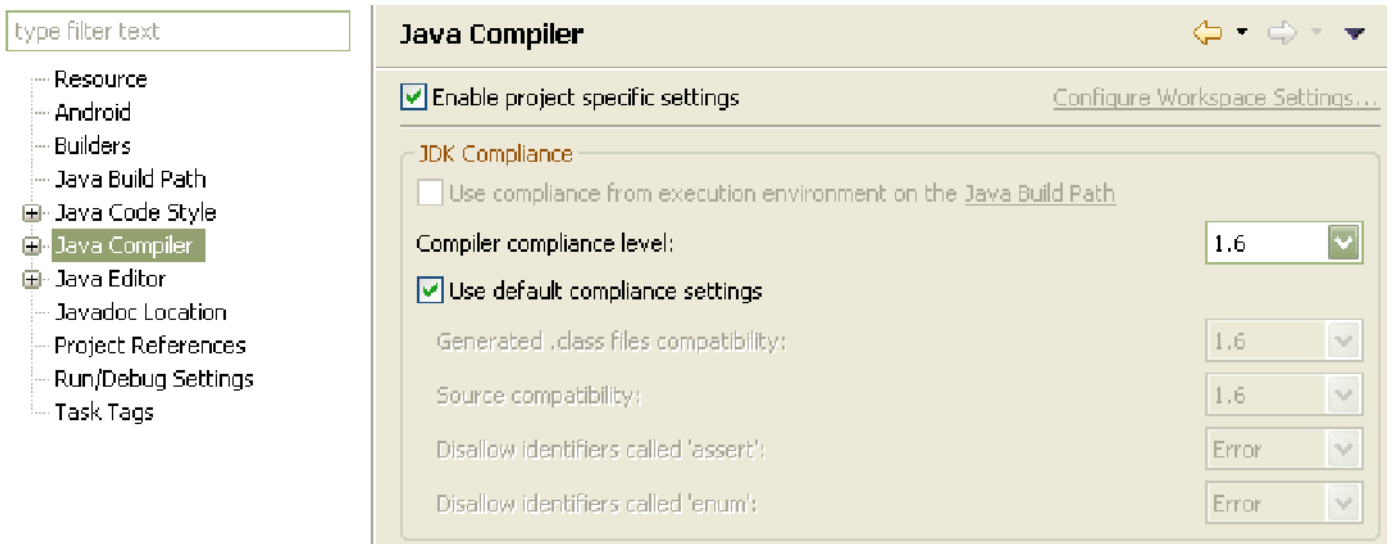 type filter text
Resource
Android
Builders
Java Build Path
Java Code Style
Java Compiler
Java Editor
Javadoc Location
Project References
Run/Debug Settings
Task Tags
Java Compiler
Enable project specific settings
Configure Workspace Settings...
JDK Compliance
Use compliance from execution environment on the Java Build Path
Compiler compliance level: 1.6
Use default compliance settings
Generated .class files compatibility: 1.6
Source compatibility: 1.6
Disallow identifiers called 'assert': Error
Disallow identifiers called 'enum': Error